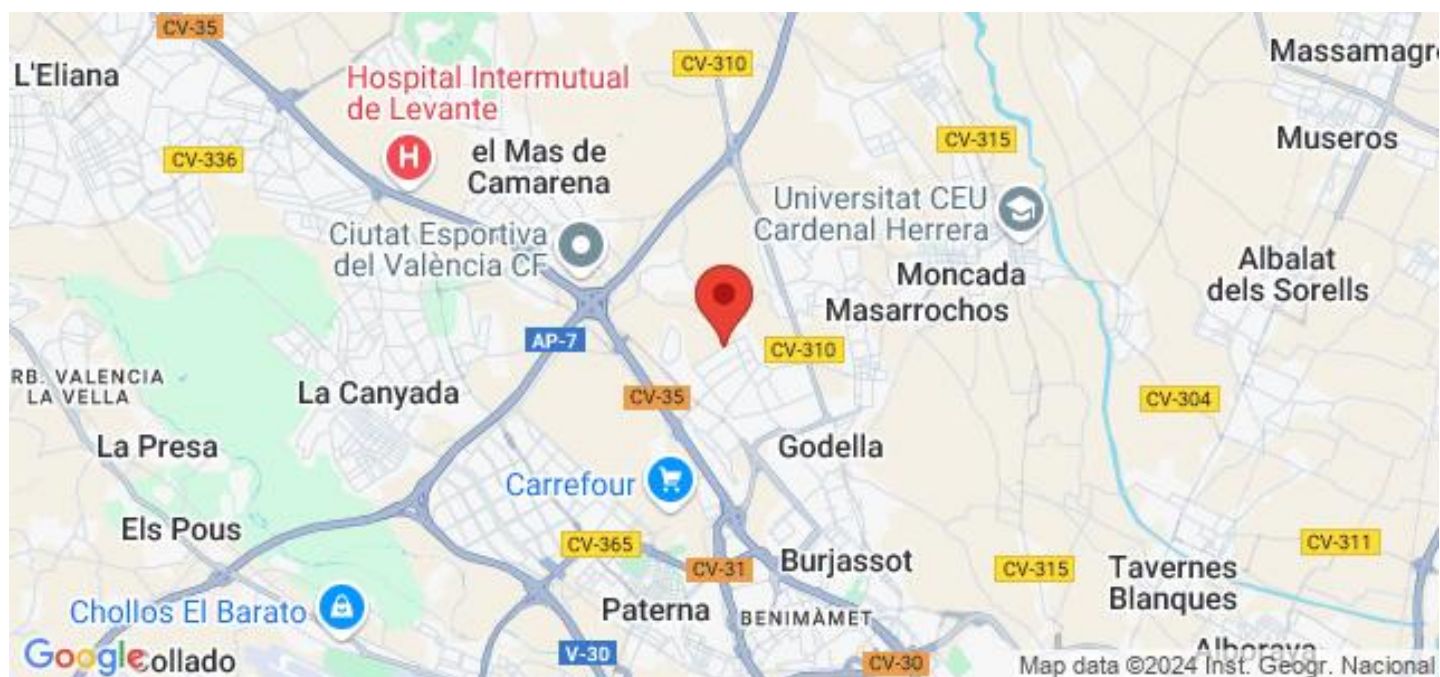 CV-35
L'Eliana
Hospital Intermutual
de Levante
CV-310
Massamagre
CV-336
el Mas de
Camarena
CV-315
Museros
Universitat CEU
Cardenal Herrera
Ciutat Esportiva
del València CF
Moncada
Masarrochos
Albalat
dels Sorells
AP-7
CV-310
RB. VALENCIA
LA VELLA
La Canyada
CV-35
CV-304
La Presa
Godella
Carrefour
Els Pous
CV-365
CV-31
Burjassot
CV-315
CV-311
Tavernes
Blanques
Chollos El Barato
Paterna
BENIMÀMET
Google
Collado
V-30
CV-30
Alboraya
Map data ©2024 Inst. Geogr. Nacional